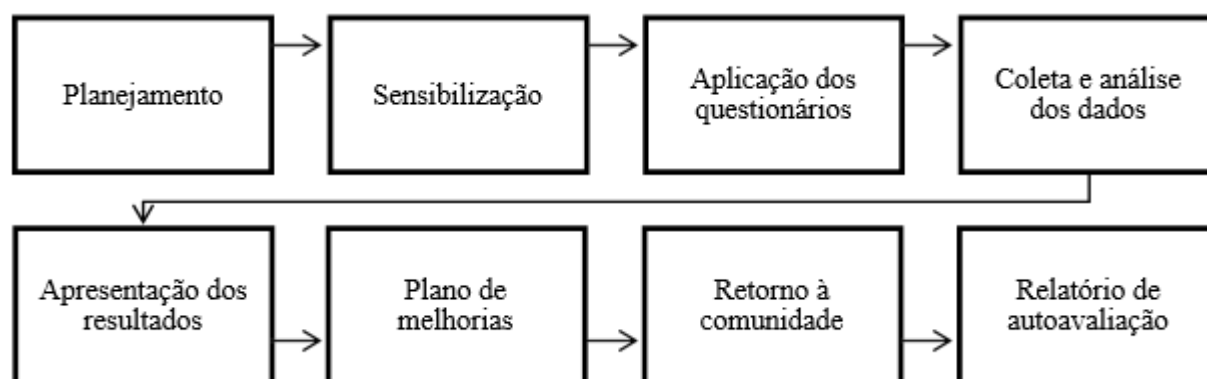 Planejamento
Sensibilização
Aplicação dos
questionários
Coleta e análise
dos dados
Apresentação dos
resultados
Plano de
melhorias
Retorno à
comunidade
Relatório de
autoavaliação